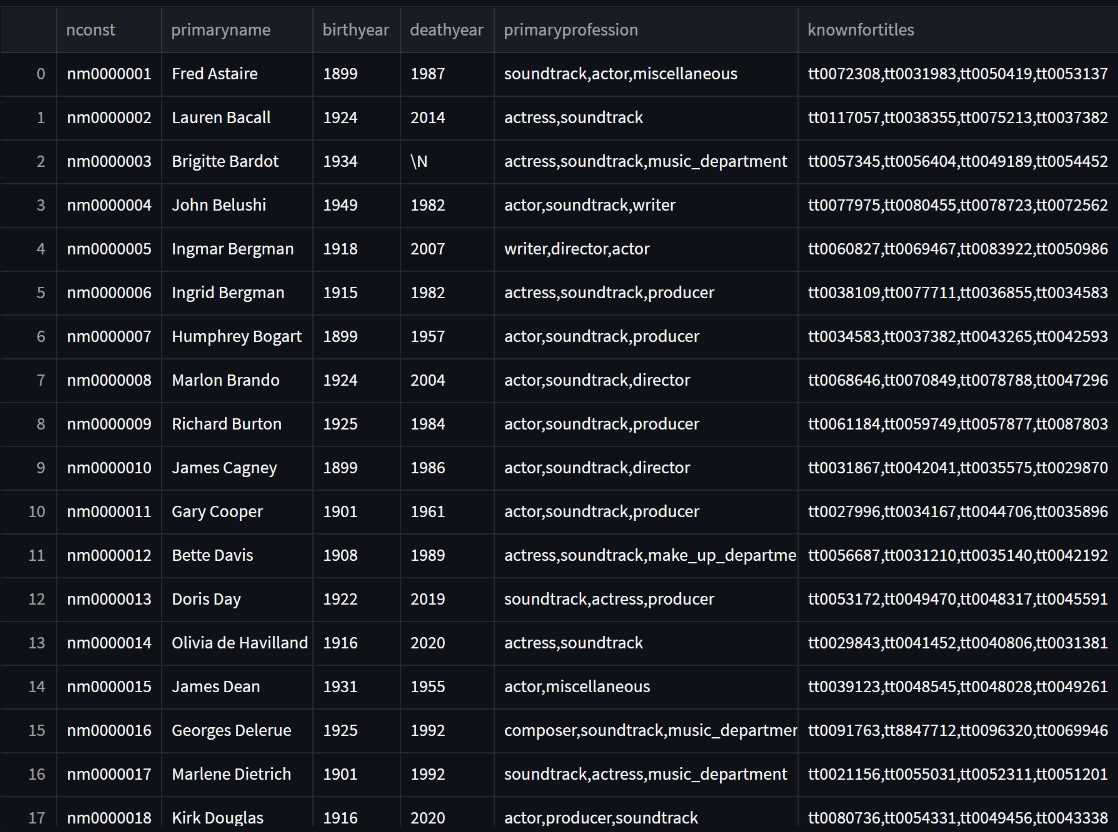 nconst primaryname birthyear deathyear primaryprofession knownfortitles
0 nm0000001 Fred Astaire 1899 1987 soundtrack,actor,miscellaneous tt0072308,tt0031983,tt0050419,tt0053137
1 nm0000002 Lauren Bacall 1924 2014 actress,soundtrack tt0117057,tt0038355,tt0075213,tt0037382
2 nm0000003 Brigitte Bardot 1934 \N actress,soundtrack,music_department tt0057345,tt0056404,tt0049189,tt0054452
3 nm0000004 John Belushi 1949 1982 actor,soundtrack,writer tt0077975,tt0080455,tt0078723,tt0072562
4 nm0000005 Ingmar Bergman 1918 2007 writer,director,actor tt0060827,tt0069467,tt0083922,tt0050986
5 nm0000006 Ingrid Bergman 1915 1982 actress,soundtrack,producer tt0038109,tt0077711,tt0036855,tt0034583
6 nm0000007 Humphrey Bogart 1899 1957 actor,soundtrack,producer tt0034583,tt0037382,tt0043265,tt0042593
7 nm0000008 Marlon Brando 1924 2004 actor,soundtrack,director tt0068646,tt0070849,tt0078788,tt0047296
8 nm0000009 Richard Burton 1925 1984 actor,soundtrack,producer tt0061184,tt0059749,tt0057877,tt0087803
9 nm0000010 James Cagney 1899 1986 actor,soundtrack,director tt0031867,tt0042041,tt0035575,tt0029870
10 nm0000011 Gary Cooper 1901 1961 actor,soundtrack,producer tt0027996,tt0034167,tt0044706,tt0035896
11 nm0000012 Bette Davis 1908 1989 actress,soundtrack,make_up_departme tt0056687,tt0031210,tt0035140,tt0042192
12 nm0000013 Doris Day 1922 2019 soundtrack,actress,producer tt0053172,tt0049470,tt0048317,tt0045591
13 nm0000014 Olivia de Havilland 1916 2020 actress,soundtrack tt0029843,tt0041452,tt0040806,tt0031381
14 nm0000015 James Dean 1931 1955 actor,miscellaneous tt0039123,tt0048545,tt0048028,tt0049261
15 nm0000016 Georges Delerue 1925 1992 composer,soundtrack,music_departmer tt0091763,tt8847712,tt0096320,tt0069946
16 nm0000017 Marlene Dietrich 1901 1992 soundtrack,actress,music_department tt0021156,tt0055031,tt0052311,tt0051201
17 nm0000018 Kirk Douglas 1916 2020 actor,producer,soundtrack tt0080736,tt0054331,tt0049456,tt0043338